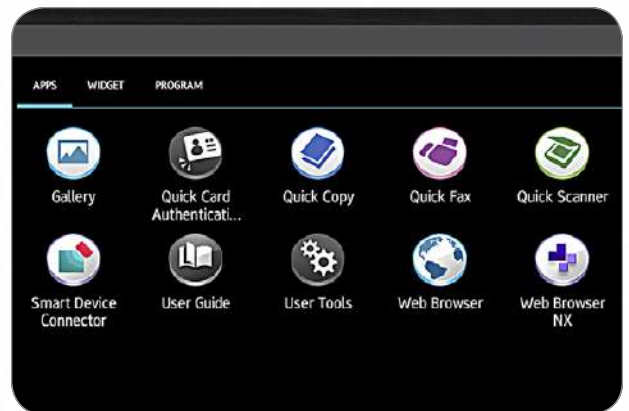 APPS WIDGET PROGRAM
Gallery
Quick Card
Authenticati...
Quick Copy
Quick Fax
Quick Scanner
Smart Device
Connector
User Guide
User Tools
Web Browser
Web Browser
NX